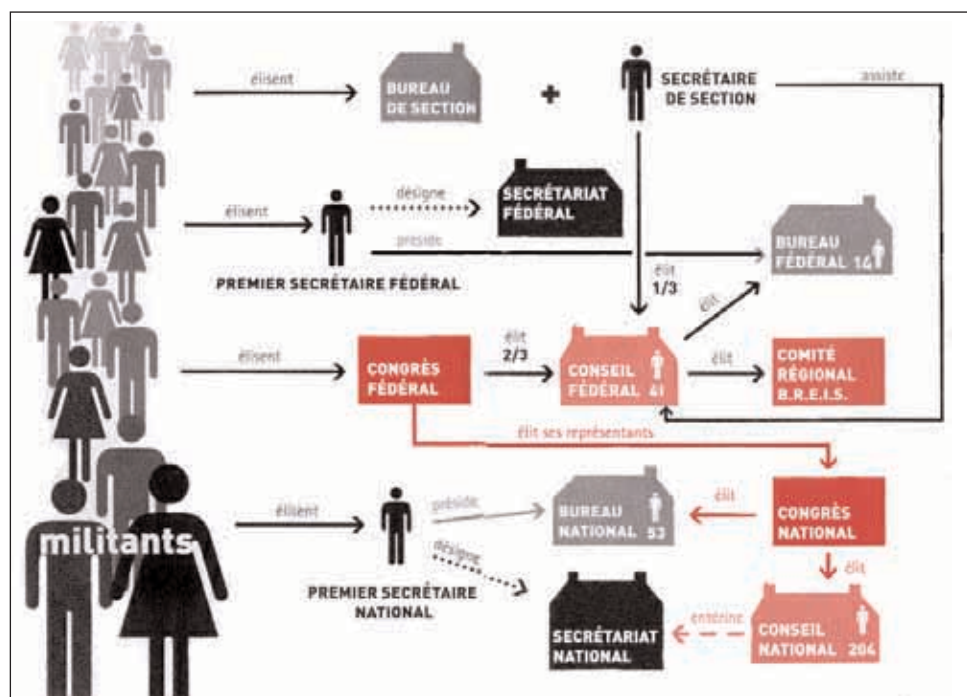 élisent
BUREAU
DE SECTION
+
SECRÉTAIRE
DE SECTION
assiste
élisent
désigne
SECRÉTARIAT
FÉDÉRAL
préside
PREMIER SECRÉTAIRE FÉDÉRAL
BUREAU
FÉDÉRAL 14
élit
1/3
élit
élisent
CONGRÈS
FÉDÉRAL
élit
2/3
CONSEIL
FÉDÉRAL 41
élit
COMITÉ
RÉGIONAL
B.R.E.I.S.
élit ses représentants
militants
élisent
préside
désigne
PREMIER SECRÉTAIRE
NATIONAL
BUREAU
NATIONAL 53
élit
CONGRÈS
NATIONAL
élit
SECRÉTARIAT
NATIONAL
entérine
CONSEIL
NATIONAL 204